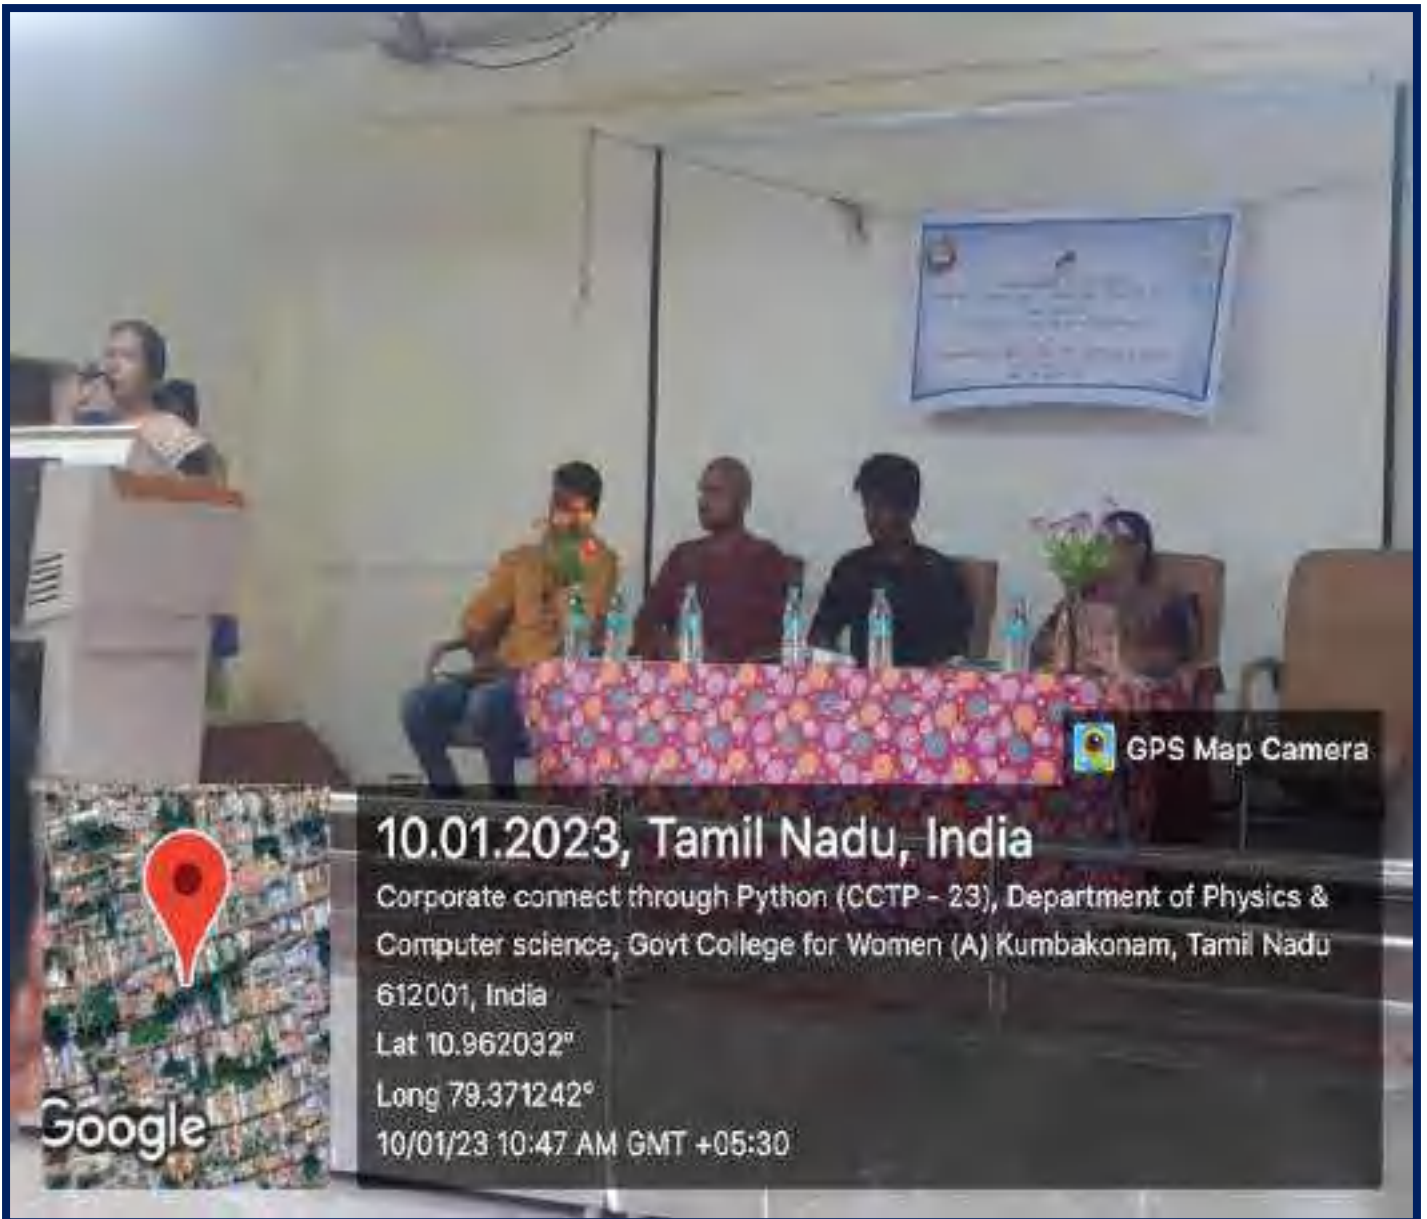 GPS Map Camera
10.01.2023, Tamil Nadu, India
Corporate connect through Python (CCTP - 23), Department of Physics &
Computer science, Govt College for Women (A) Kumbakonam, Tamil Nadu
612001, India
Lat 10.962032°
Long 79.371242°
10/01/23 10:47 AM GMT +05:30
Google